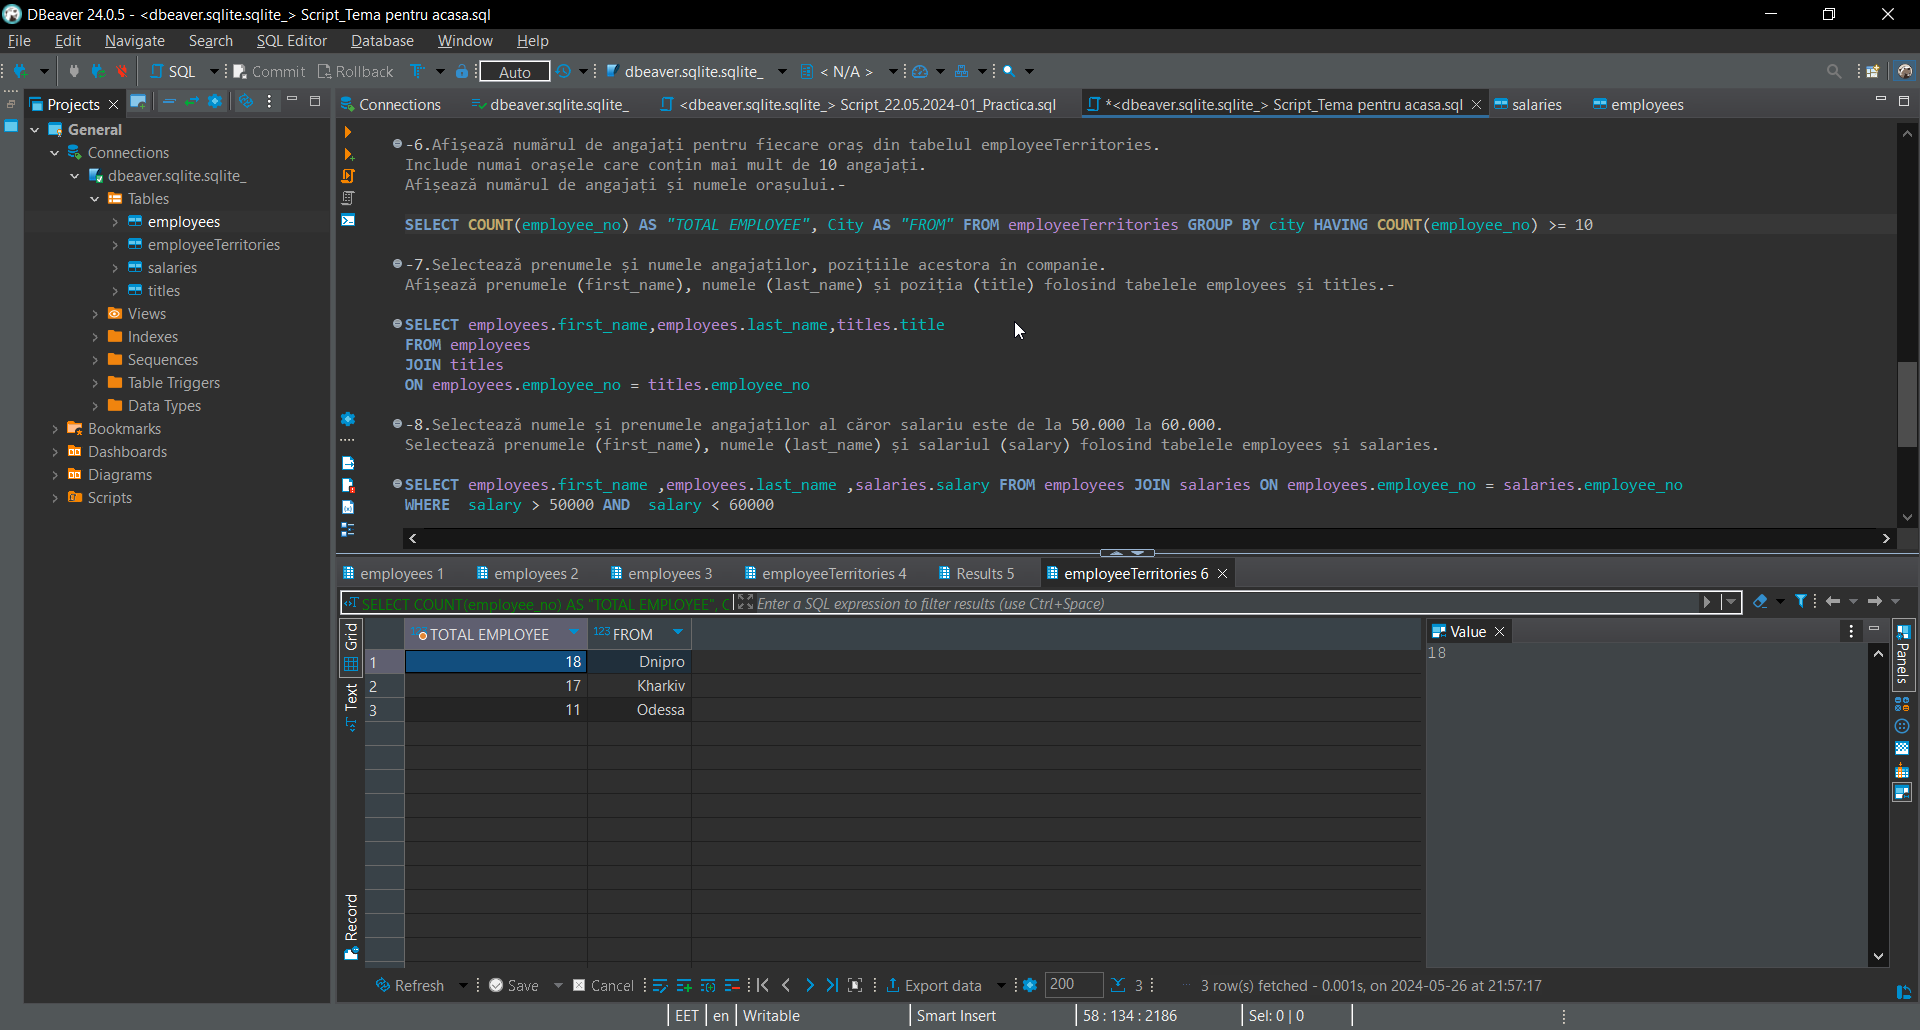 DBeaver 24.0.5 - <dbeaver.sqlite.sqlite_> Script_Tema pentru acasa.sql
File Edit Navigate Search SQL Editor Database Window Help
SQL Commit Rollback Auto dbeaver.sqlite.sqlite_ < N/A >
Projects
Connections dbeaver.sqlite.sqlite_ <dbeaver.sqlite.sqlite_> Script_22.05.2024-01_Practica.sql *<dbeaver.sqlite.sqlite_> Script_Tema pentru acasa.sql salaries employees
General
Connections
dbeaver.sqlite.sqlite_
Tables
employees
employeeTerritories
salaries
titles
Views
Indexes
Sequences
Table Triggers
Data Types
Bookmarks
Dashboards
Diagrams
Scripts
-6.Afișează numărul de angajați pentru fiecare oraș din tabelul employeeTerritories.
Include numai orașele care conțin mai mult de 10 angajați.
Afișează numărul de angajați și numele orașului.-
SELECT COUNT(employee_no) AS "TOTAL EMPLOYEE", City AS "FROM" FROM employeeTerritories GROUP BY city HAVING COUNT(employee_no) >= 10
-7.Selectează prenumele și numele angajaților, pozițiile acestora în companie.
Afișează prenumele (first_name), numele (last_name) și poziția (title) folosind tabelele employees și titles.-
SELECT employees.first_name,employees.last_name,titles.title
FROM employees
JOIN titles
ON employees.employee_no = titles.employee_no
-8.Selectează numele și prenumele angajaților al căror salariu este de la 50.000 la 60.000.
Selectează prenumele (first_name), numele (last_name) și salariul (salary) folosind tabelele employees și salaries.
SELECT employees.first_name ,employees.last_name ,salaries.salary FROM employees JOIN salaries ON employees.employee_no = salaries.employee_no
WHERE salary > 50000 AND salary < 60000
employees 1 employees 2 employees 3 employeeTerritories 4 Results 5 employeeTerritories 6
SELECT COUNT(employee_no) AS "TOTAL EMPLOYEE", C Enter a SQL expression to filter results (use Ctrl+Space)
Grid
Text
Record
TOTAL EMPLOYEE 123 FROM
1 18 Dnipro
2 17 Kharkiv
3 11 Odessa
Value
18
Panels
Refresh Save Cancel Export data 200 3 3 row(s) fetched - 0.001s, on 2024-05-26 at 21:57:17
EET en Writable Smart Insert 58 : 134 : 2186 Sel: 0 | 0